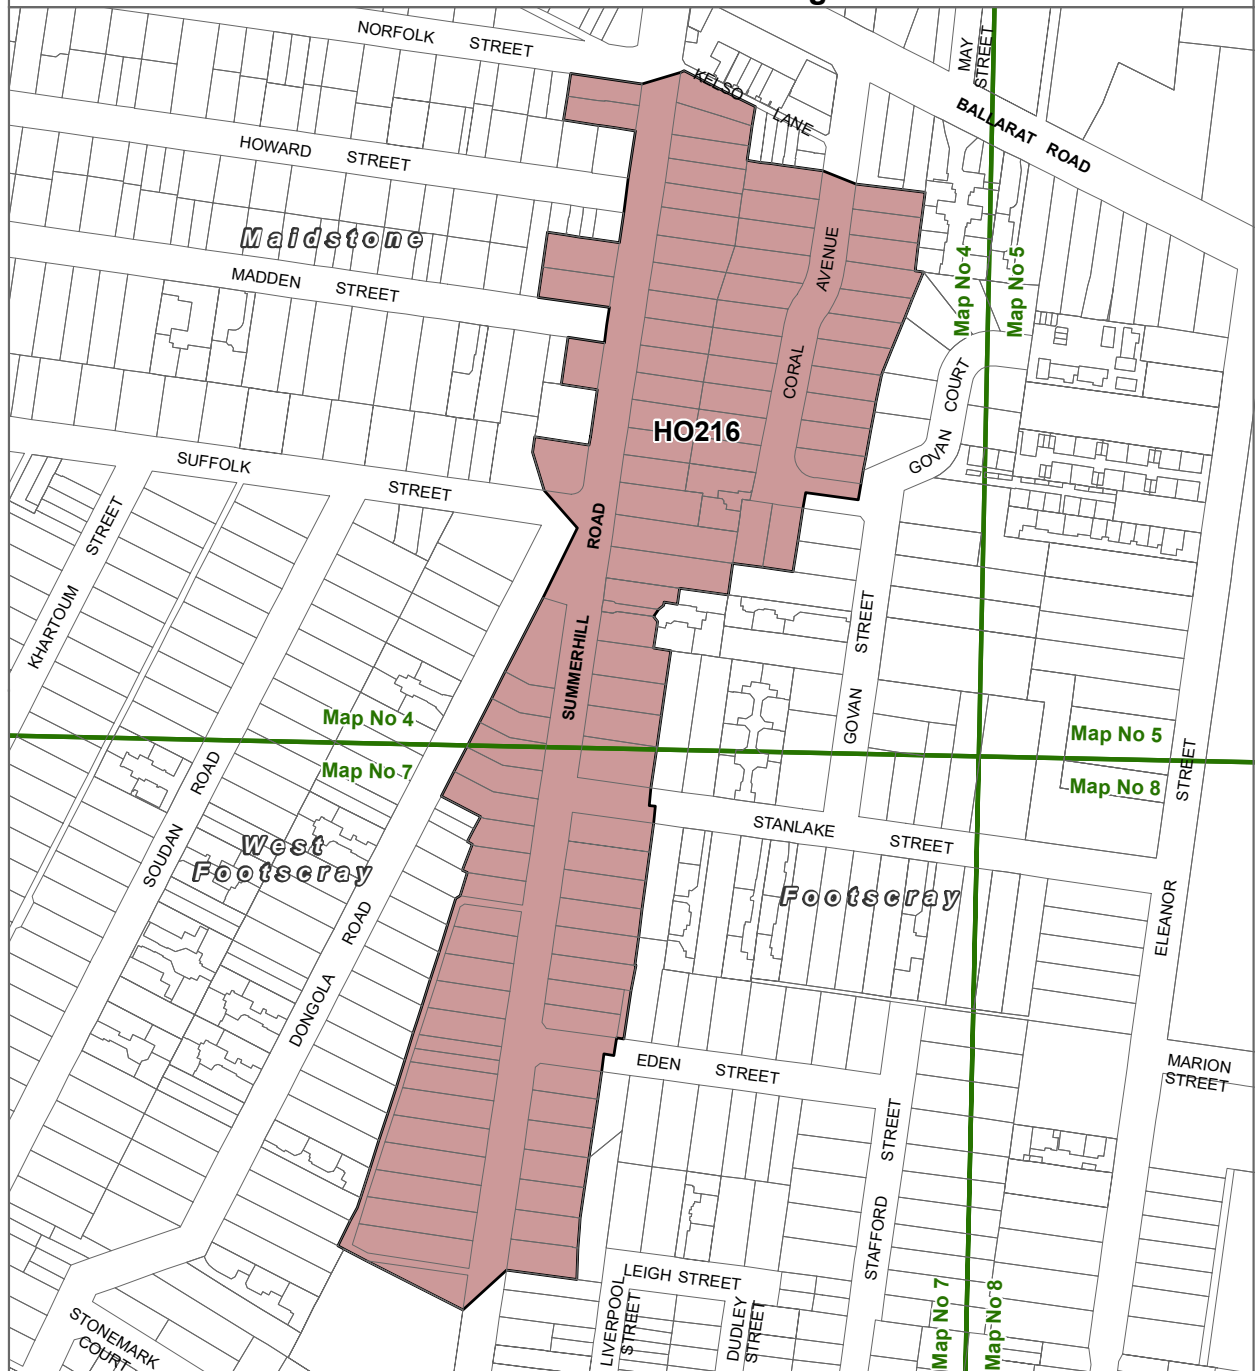 NORFOLK STREET
MAY STREET
KELSO LANE
BALLARAT ROAD
HOWARD STREET
Maidstone
MADDEN STREET
AVENUE
CORAL
Map No 4
Map No 5
GOVAN COURT
HO216
SUFFOLK STREET
KHARTOUM STREET
ROAD
SUMMERHILL
GOVAN STREET
Map No 4
Map No 7
Map No 5
Map No 8
SOUDAN ROAD
West
Footscray
STANLAKE STREET
Footscray
ELEANOR STREET
DONGOLA ROAD
EDEN STREET
MARION
STREET
STAFFORD STREET
LEIGH STREET
LIVERPOOL
STREET
DUDLEY
STREET
Map No 7
Map No 8
STONEMARK
COURT